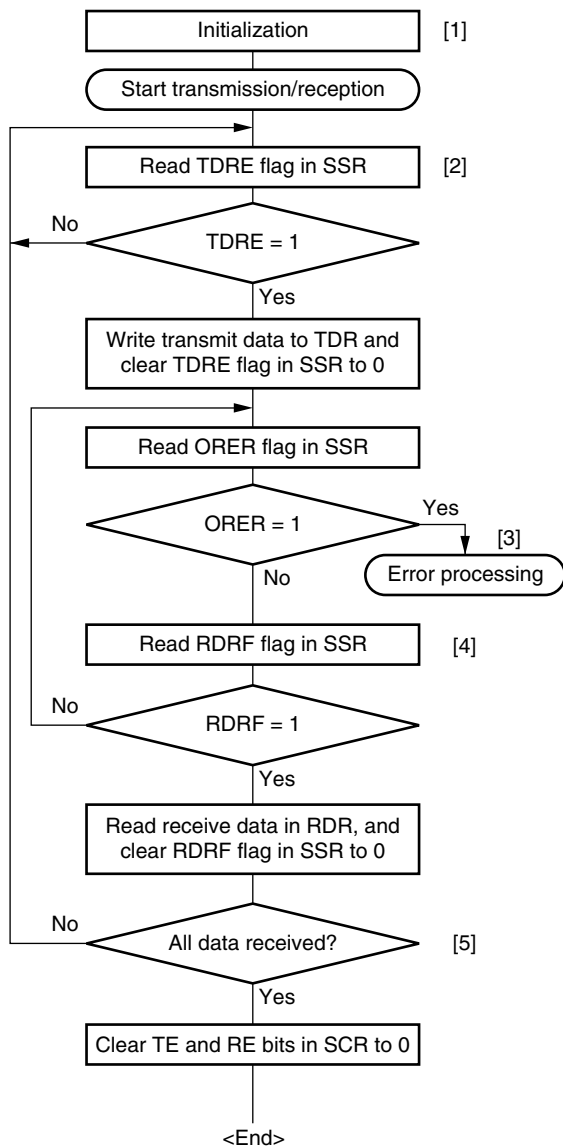 Initialization
[1]
Start transmission/reception
Read TDRE flag in SSR
[2]
No
TDRE = 1
Yes
Write transmit data to TDR and
clear TDRE flag in SSR to 0
Read ORER flag in SSR
Yes
ORER = 1
[3]
No
Error processing
Read RDRF flag in SSR
[4]
No
RDRF = 1
Yes
Read receive data in RDR, and
clear RDRF flag in SSR to 0
No
All data received?
[5]
Yes
Clear TE and RE bits in SCR to 0
<End>